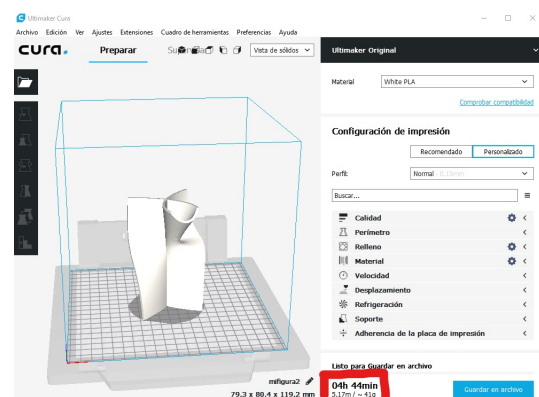 Ultimaker Cura
Archivo Edición Ver Ajustes Extensiones Cuadro de herramientas Preferencias Ayuda
cura. Preparar Vista de sólidos
Ultimaker Original
Material White PLA
Comprobar compatibilidad
Configuración de impresión
Recomendado Personalizado
Perfil: Normal - 0.15mm
Buscar...
Calidad
Perímetro
Relleno
Material
Velocidad
Desplazamiento
Refrigeración
Soporte
Adherencia de la placa de impresión
Listo para Guardar en archivo
mifigura2
79.3 x 80.4 x 119.2 mm
04h 44min
5.17m / ~ 41g
Guardar en archivo